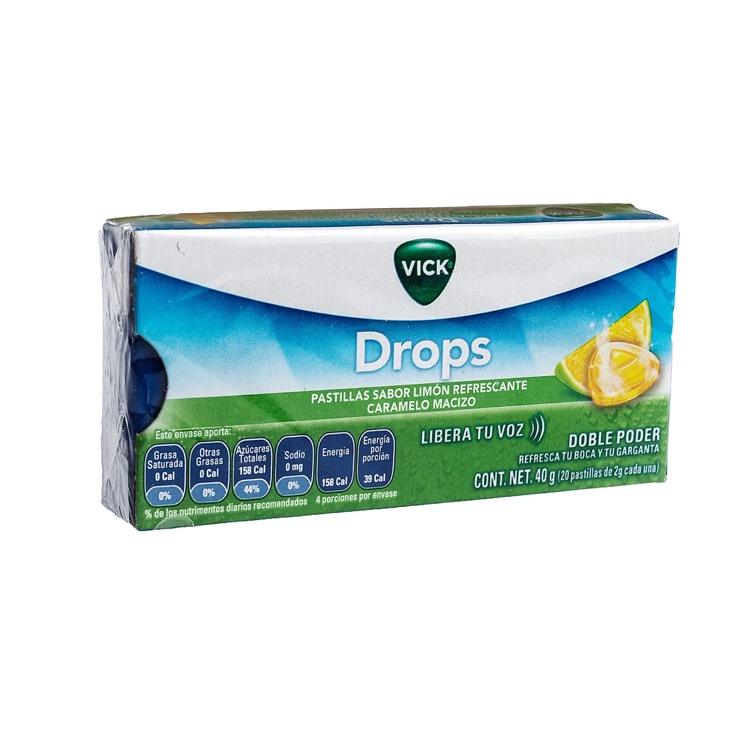 Drops
VICK
Drops
PASTILLAS SABOR LIMÓN REFRESCANTE
CARAMELO MACIZO
LIBERA TU VOZ
DOBLE PODER
REFRESCA TU BOCA Y TU GARGANTA
CONT. NET. 40 g (20 pastillas de 2g cada una)
Este envase aporta:
Grasa Saturada 0 Cal 0%
Otras Grasas 0 Cal 0%
Azúcares Totales 158 Cal 44%
Sodio 0 mg 0%
Energía 158 Cal
Energía por porción 39 Cal
% de los nutrimentos diarios recomendados
4 porciones por envase